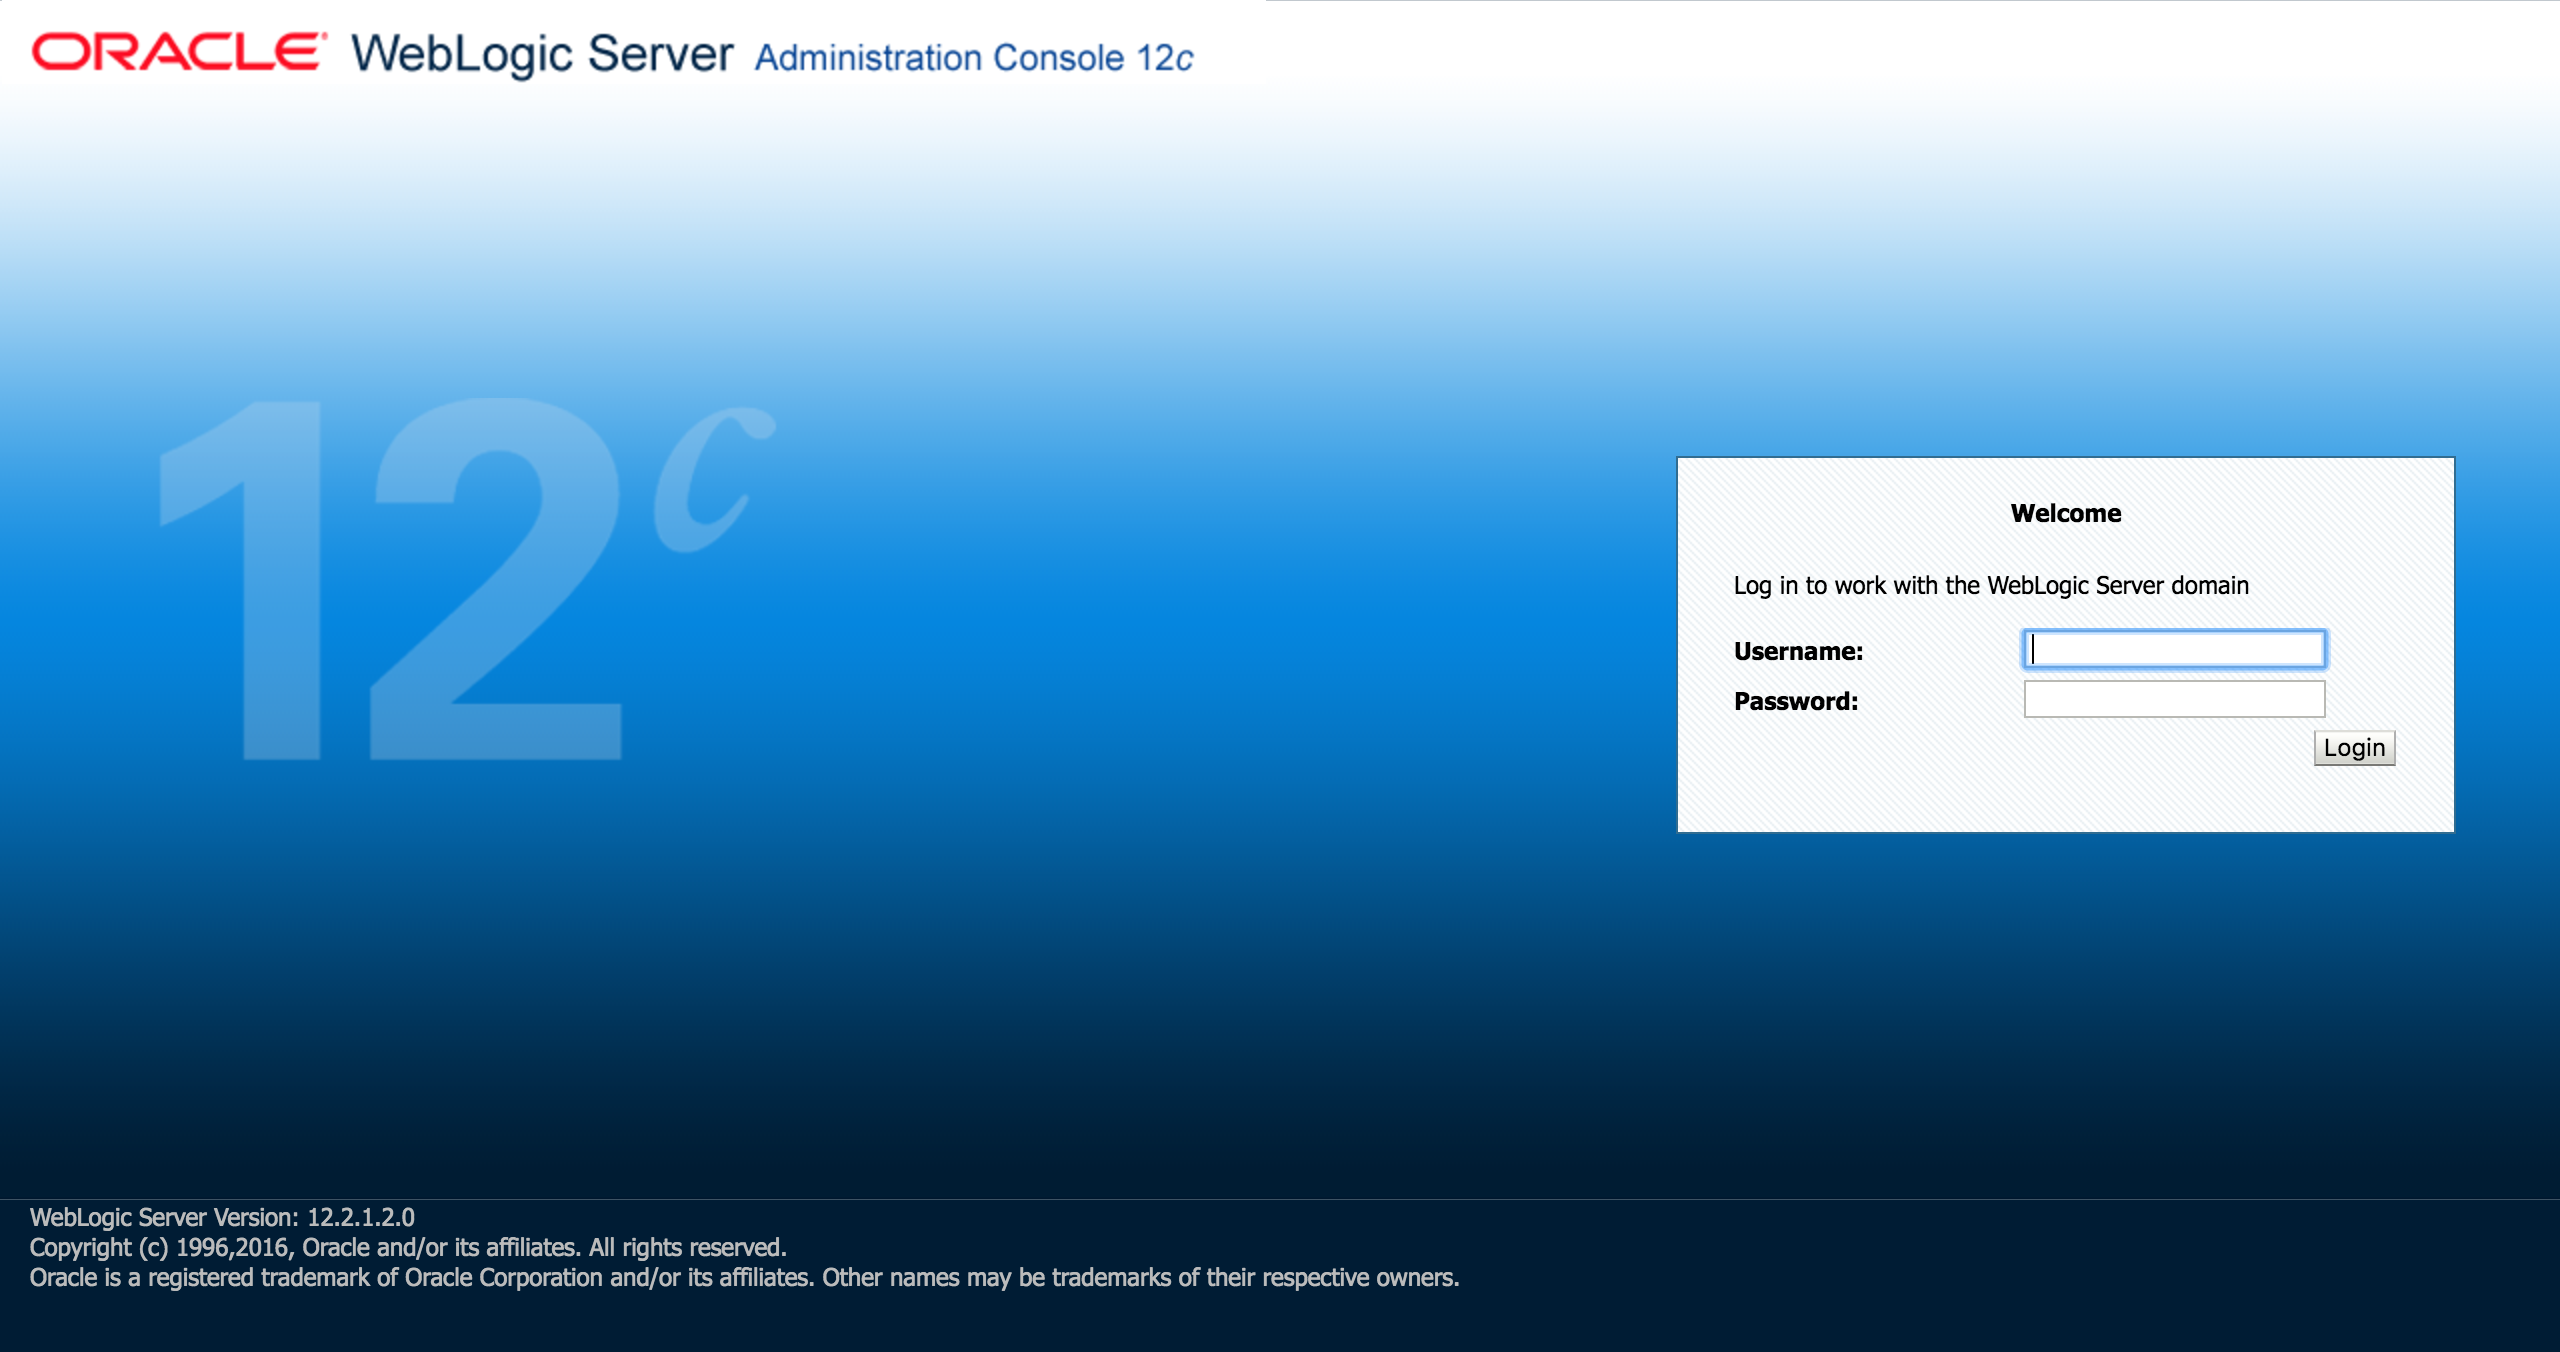 ORACLE® WebLogic Server Administration Console 12c
12c
Welcome
Log in to work with the WebLogic Server domain
Username:
Password:
Login
WebLogic Server Version: 12.2.1.2.0
Copyright (c) 1996,2016, Oracle and/or its affiliates. All rights reserved.
Oracle is a registered trademark of Oracle Corporation and/or its affiliates. Other names may be trademarks of their respective owners.